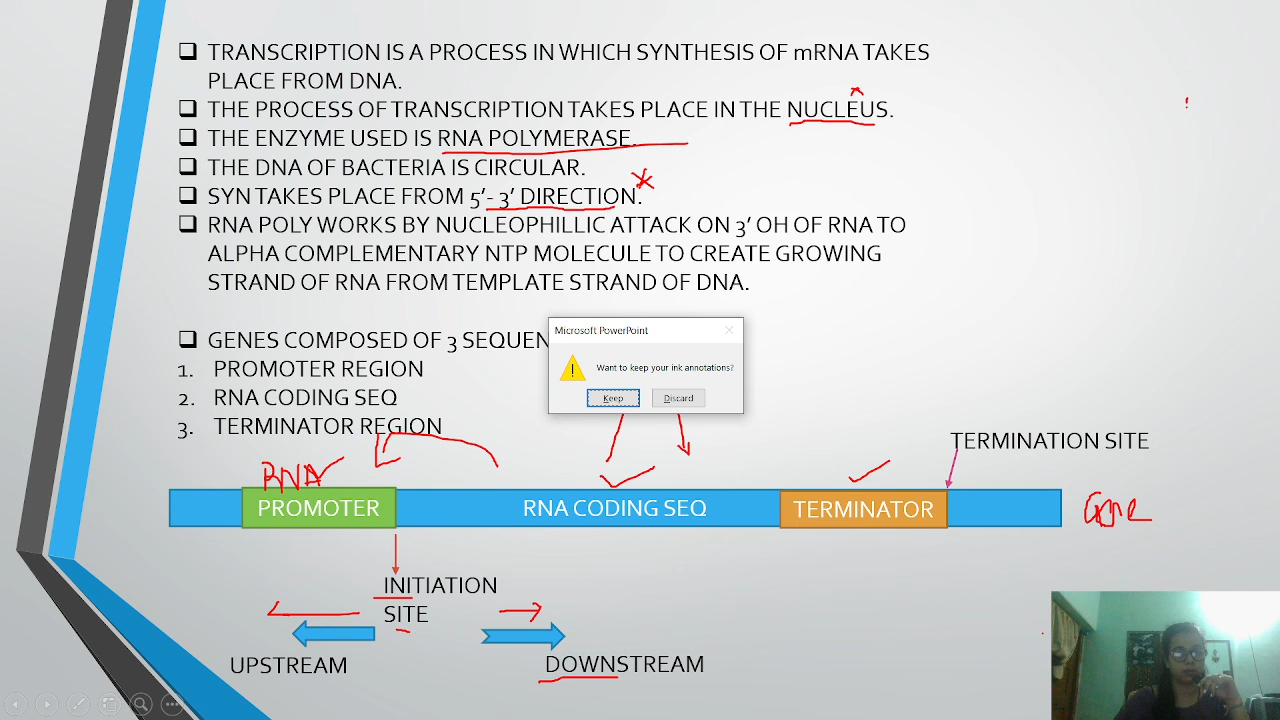 ❑ TRANSCRIPTION IS A PROCESS IN WHICH SYNTHESIS OF mRNA TAKES
PLACE FROM DNA.
❑ THE PROCESS OF TRANSCRIPTION TAKES PLACE IN THE NUCLEUS.
❑ THE ENZYME USED IS RNA POLYMERASE.
❑ THE DNA OF BACTERIA IS CIRCULAR.
❑ SYN TAKES PLACE FROM 5’- 3’ DIRECTION.
❑ RNA POLY WORKS BY NUCLEOPHILLIC ATTACK ON 3’ OH OF RNA TO
ALPHA COMPLEMENTARY NTP MOLECULE TO CREATE GROWING
STRAND OF RNA FROM TEMPLATE STRAND OF DNA.
❑ GENES COMPOSED OF 3 SEQUEN
1. PROMOTER REGION
2. RNA CODING SEQ
3. TERMINATOR REGION
Microsoft PowerPoint
Want to keep your ink annotations?
Keep Discard
TERMINATION SITE
RNA
PROMOTER RNA CODING SEQ TERMINATOR Gene
INITIATION
SITE
UPSTREAM DOWNSTREAM